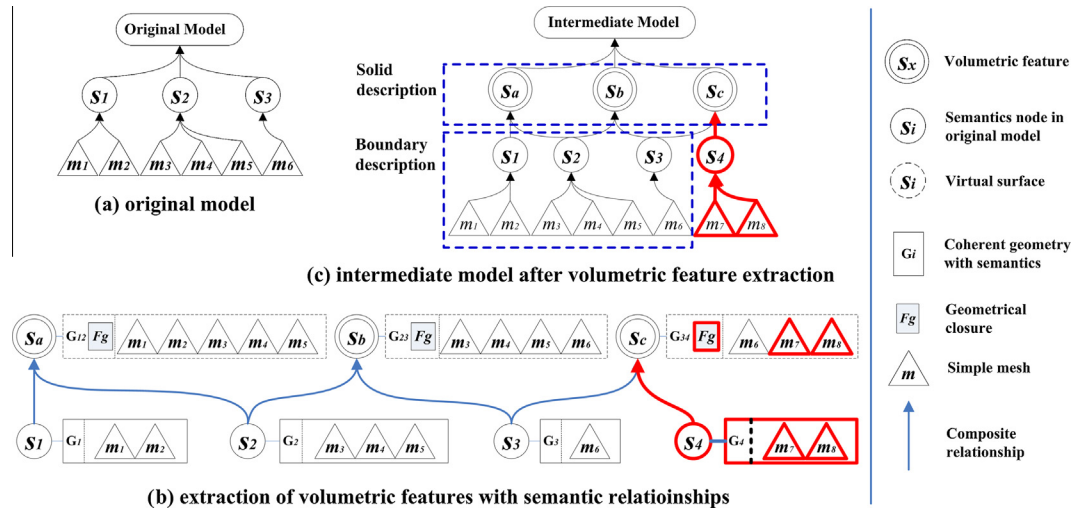 Original Model
S1 S2 S3
m1 m2 m3 m4 m5 m6
(a) original model
Intermediate Model
Solid
description
Sa Sb Sc
Boundary
description
S1 S2 S3 S4
m1 m2 m3 m4 m5 m6 m7 m8
(c) intermediate model after volumetric feature extraction
Sa G12 Fg m1 m2 m3 m4 m5
Sb G23 Fg m3 m4 m5 m6
Sc G34 Fg m6 m7 m8
S1 G1 m1 m2
S2 G2 m3 m4 m5
S3 G3 m6
S4 G4 m7 m8
(b) extraction of volumetric features with semantic relatioinships
Sx Volumetric feature
Si Semantics node in
original model
Si Virtual surface
Gi Coherent geometry
with semantics
Fg Geometrical
closure
m Simple mesh
Composite
relationship